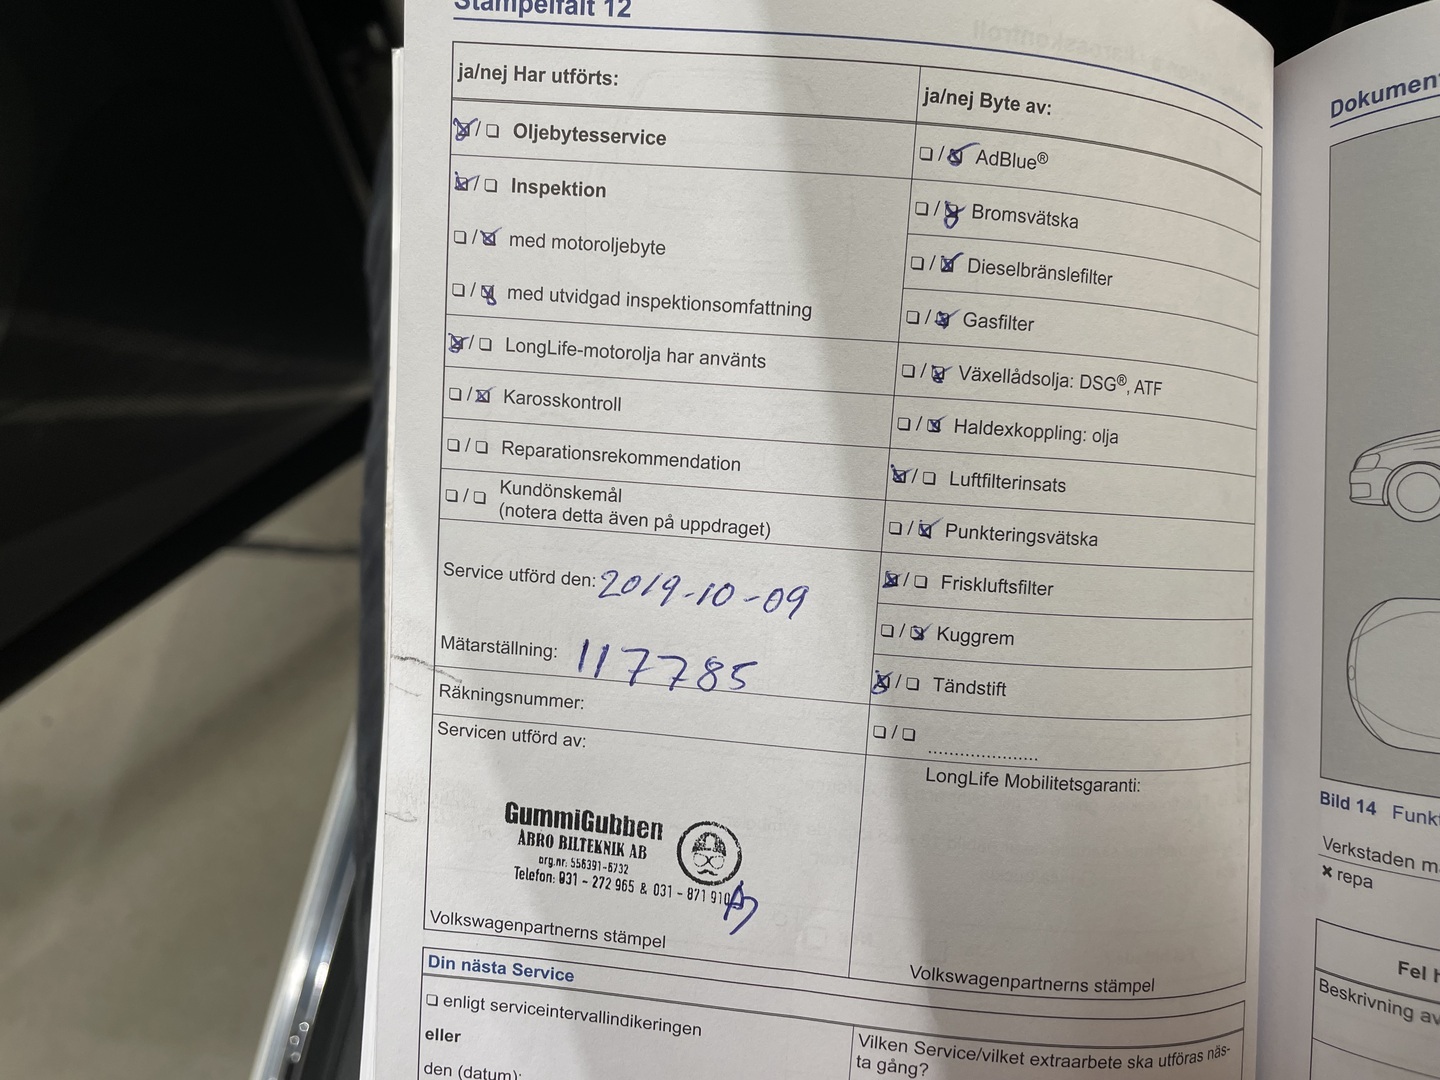 Stämpelfält 12
ja/nej Har utförts:
☒/☐ Oljebytesservice
☒/☐ Inspektion
☐/☒ med motoroljebyte
☐/☒ med utvidgad inspektionsomfattning
☒/☐ LongLife-motorolja har använts
☐/☒ Karosskontroll
☐/☐ Reparationsrekommendation
☐/☐ Kundönskemål
(notera detta även på uppdraget)
Service utförd den: 2019-10-09
Mätarställning: 117785
Räkningsnummer:
Servicen utförd av:
GummiGubben
ÅBRO BILTEKNIK AB
org.nr. 556391-6732
Telefon: 031 - 272 965 & 031 - 871 910
Volkswagenpartnerns stämpel
ja/nej Byte av:
☐/☒ AdBlue®
☐/☒ Bromsvätska
☐/☒ Dieselbränslefilter
☐/☒ Gasfilter
☐/☒ Växellådsolja: DSG®, ATF
☐/☒ Haldexkoppling: olja
☒/☐ Luftfilterinsats
☐/☒ Punkteringsvätska
☒/☐ Friskluftsfilter
☐/☒ Kuggrem
☒/☐ Tändstift
☐/☐ ....................
LongLife Mobilitetsgaranti:
Volkswagenpartnerns stämpel
Din nästa Service
☐ enligt serviceintervallindikeringen
eller
den (datum):
Vilken Service/vilket extraarbete ska utföras näs-
ta gång?
Dokument
Bild 14 Funkt
Verkstaden m
× repa
Fel h
Beskrivning av